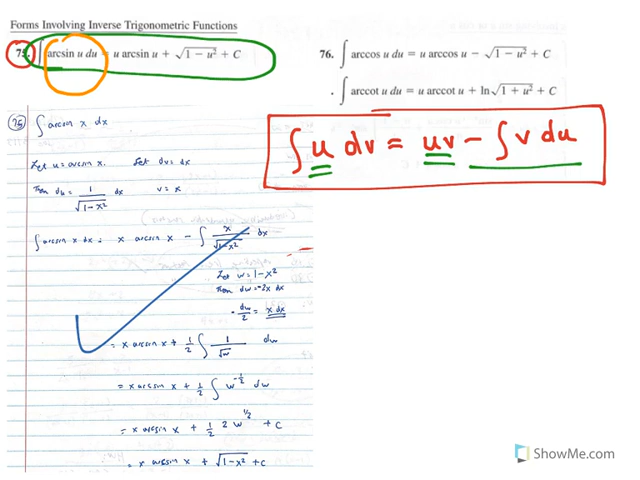 Forms Involving Inverse Trigonometric Functions
75. ∫ arcsin u du = u arcsin u + √(1 − u²) + C
76. ∫ arccos u du = u arccos u − √(1 − u²) + C
∫ arccot u du = u arccot u + ln√(1 + u²) + C
∫ u dv = uv − ∫ v du
75 ∫ arcsin x dx
Let u = arcsin x. Let dv = dx
Then du = 1/√(1−x²) dx v = x
∫ arcsin x dx = x arcsin x − ∫ x/√(1−x²) dx
Let w = 1−x²
Then dw = −2x dx
−dw/2 = x dx
= x arcsin x + 1/2 ∫ 1/√w dw
= x arcsin x + 1/2 ∫ w^(−1/2) dw
= x arcsin x + 1/2 2 w^(1/2) + C
= x arcsin x + √(1−x²) + C
ShowMe.com